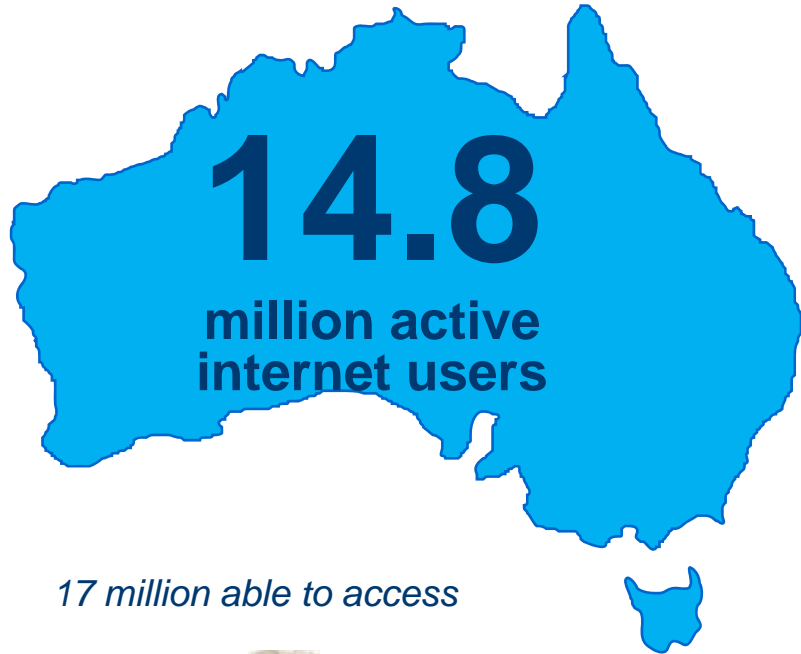 14.8
million active
internet users
17 million able to access